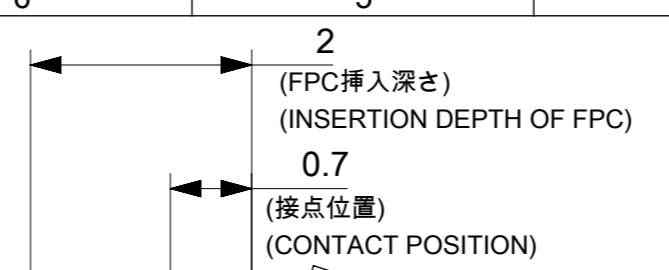 2
(FPC挿入深さ)
(INSERTION DEPTH OF FPC)
0.7
(接点位置)
(CONTACT POSITION)